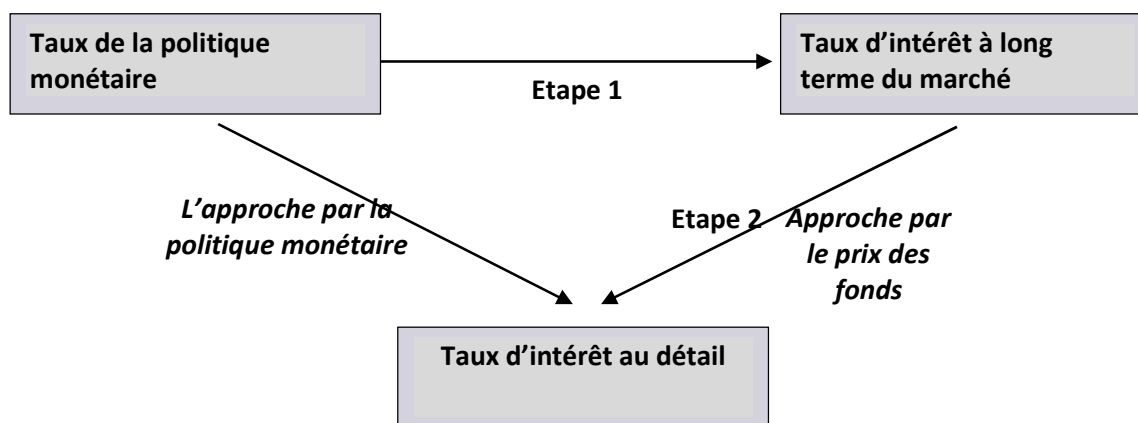 Taux de la politique
monétaire
Taux d’intérêt à long
terme du marché
Etape 1
L’approche par la
politique monétaire
Etape 2
Approche par
le prix des
fonds
Taux d’intérêt au détail